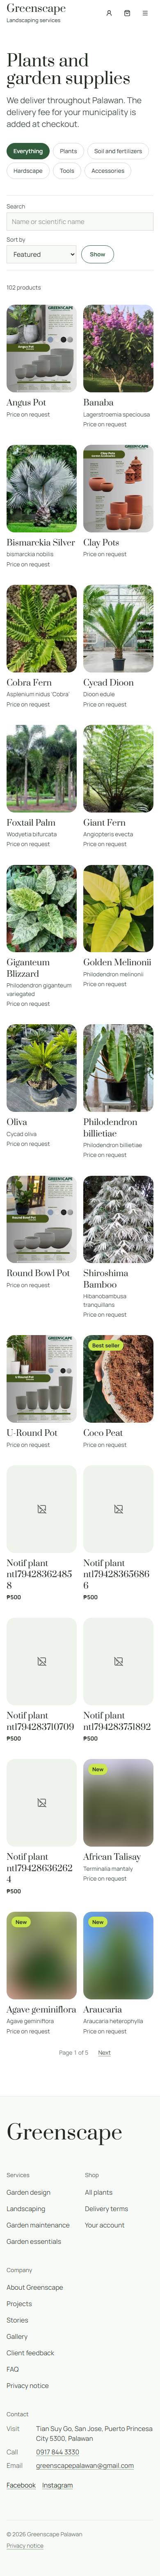 Greenscape
Landscaping services
Plants and
garden supplies
We deliver throughout Palawan. The
delivery fee for your municipality is
added at checkout.
Everything
Plants
Soil and fertilizers
Hardscape
Tools
Accessories
Search
Name or scientific name
Sort by
Featured
Show
102 products
GREENSCAPE
Angus Pot
Price on request
Banaba
Lagerstroemia speciousa
Price on request
Bismarckia Silver
bismarckia nobilis
Price on request
GREENSCAPE
Clay Pots
Price on request
Cobra Fern
Asplenium nidus 'Cobra'
Price on request
Cycad Dioon
Dioon edule
Price on request
Foxtail Palm
Wodyetia bifurcata
Price on request
Giant Fern
Angiopteris evecta
Price on request
Giganteum
Blizzard
Philodendron giganteum
variegated
Price on request
Golden Melinonii
Philodendron melinonii
Price on request
Oliva
Cycad oliva
Price on request
Philodendron
billietiae
Philodendron billietiae
Price on request
GREENSCAPE
Round Bowl Pot
Price on request
Shiroshima
Bamboo
Hibanobambusa
tranquillans
Price on request
GREENSCAPE
U-Round Pot
Price on request
Best seller
Coco Peat
Price on request
Notif plant
nt179428362485
8
₱500
Notif plant
nt179428365686
6
₱500
Notif plant
nt1794283710709
₱500
Notif plant
nt1794283751892
₱500
Notif plant
nt179428636262
4
₱500
New
African Talisay
Terminalia mantaly
Price on request
New
Agave geminiflora
Agave geminiflora
Price on request
New
Araucaria
Araucaria heterophylla
Price on request
Page 1 of 5
Next
Greenscape
Services
Garden design
Landscaping
Garden maintenance
Garden essentials
Shop
All plants
Delivery terms
Your account
Company
About Greenscape
Projects
Stories
Gallery
Client feedback
FAQ
Privacy notice
Contact
Visit
Tian Suy Go, San Jose, Puerto Princesa
City 5300, Palawan
Call
0917 844 3330
Email
greenscapepalawan@gmail.com
Facebook
Instagram
© 2026 Greenscape Palawan
Privacy notice